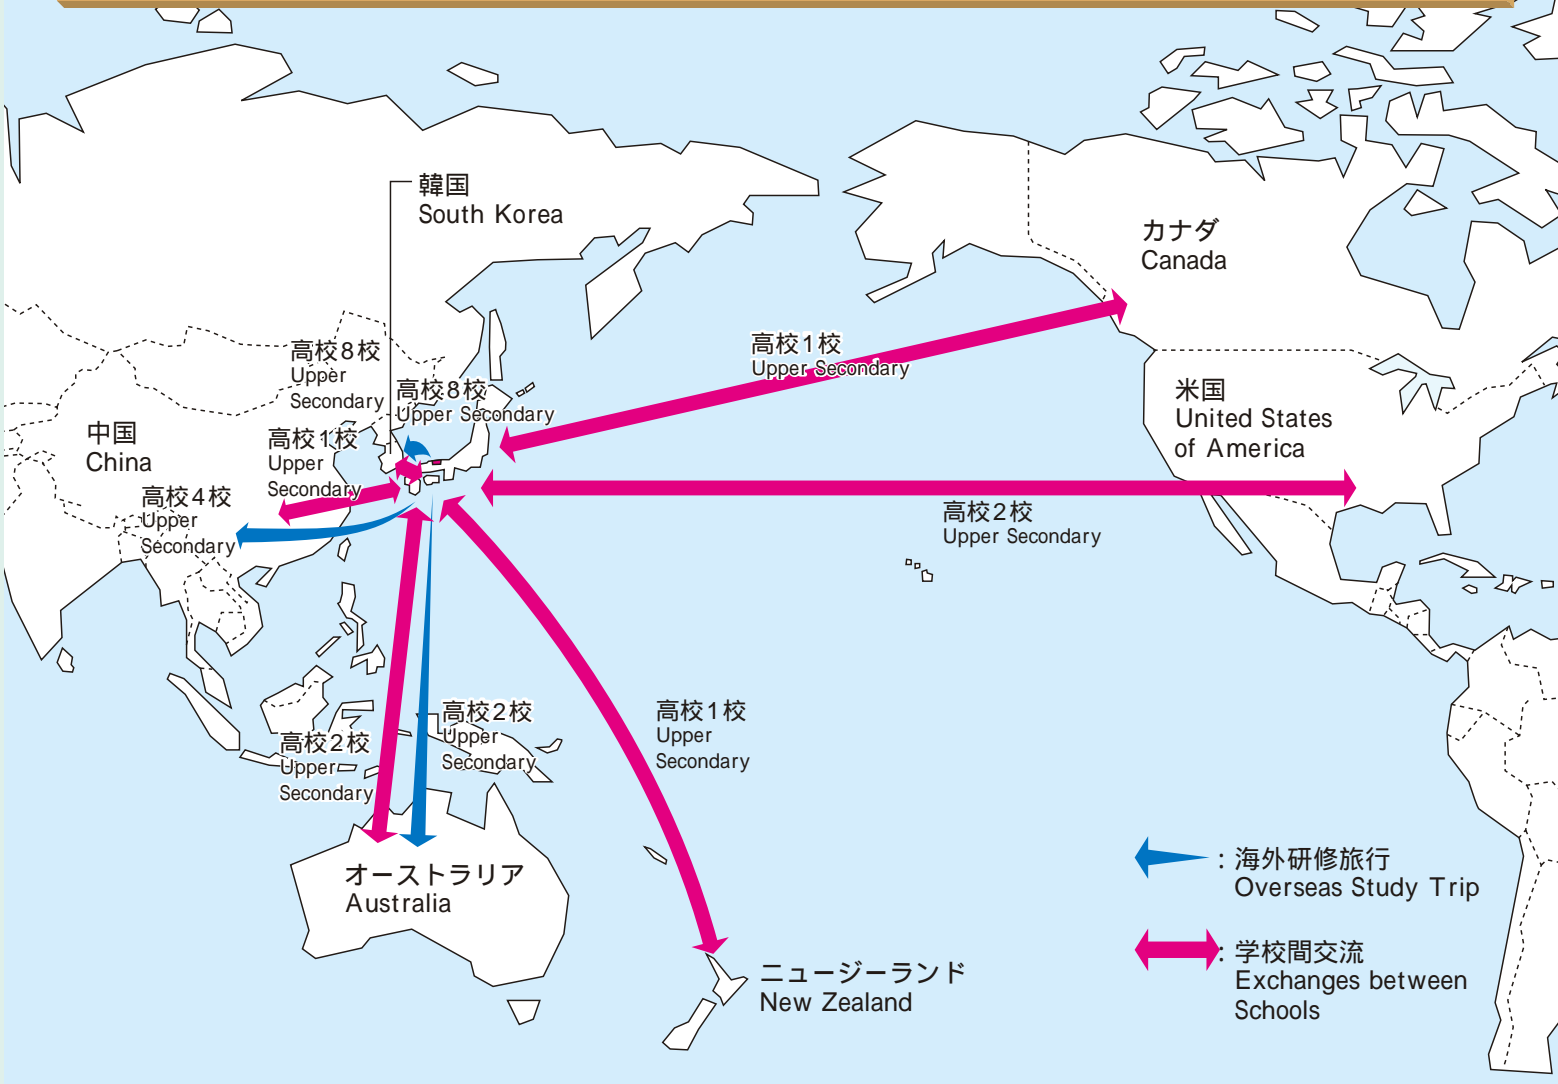 韓国
South Korea
カナダ
Canada
高校1校
Upper Secondary
高校8校
Upper
Secondary
高校8校
Upper Secondary
米国
United States
of America
中国
China
高校1校
Upper
Secondary
高校4校
Upper
Secondary
高校2校
Upper Secondary
高校2校
Upper
Secondary
高校1校
Upper
Secondary
高校2校
Upper
Secondary
オーストラリア
Australia
ニュージーランド
New Zealand
: 海外研修旅行
Overseas Study Trip
: 学校間交流
Exchanges between
Schools